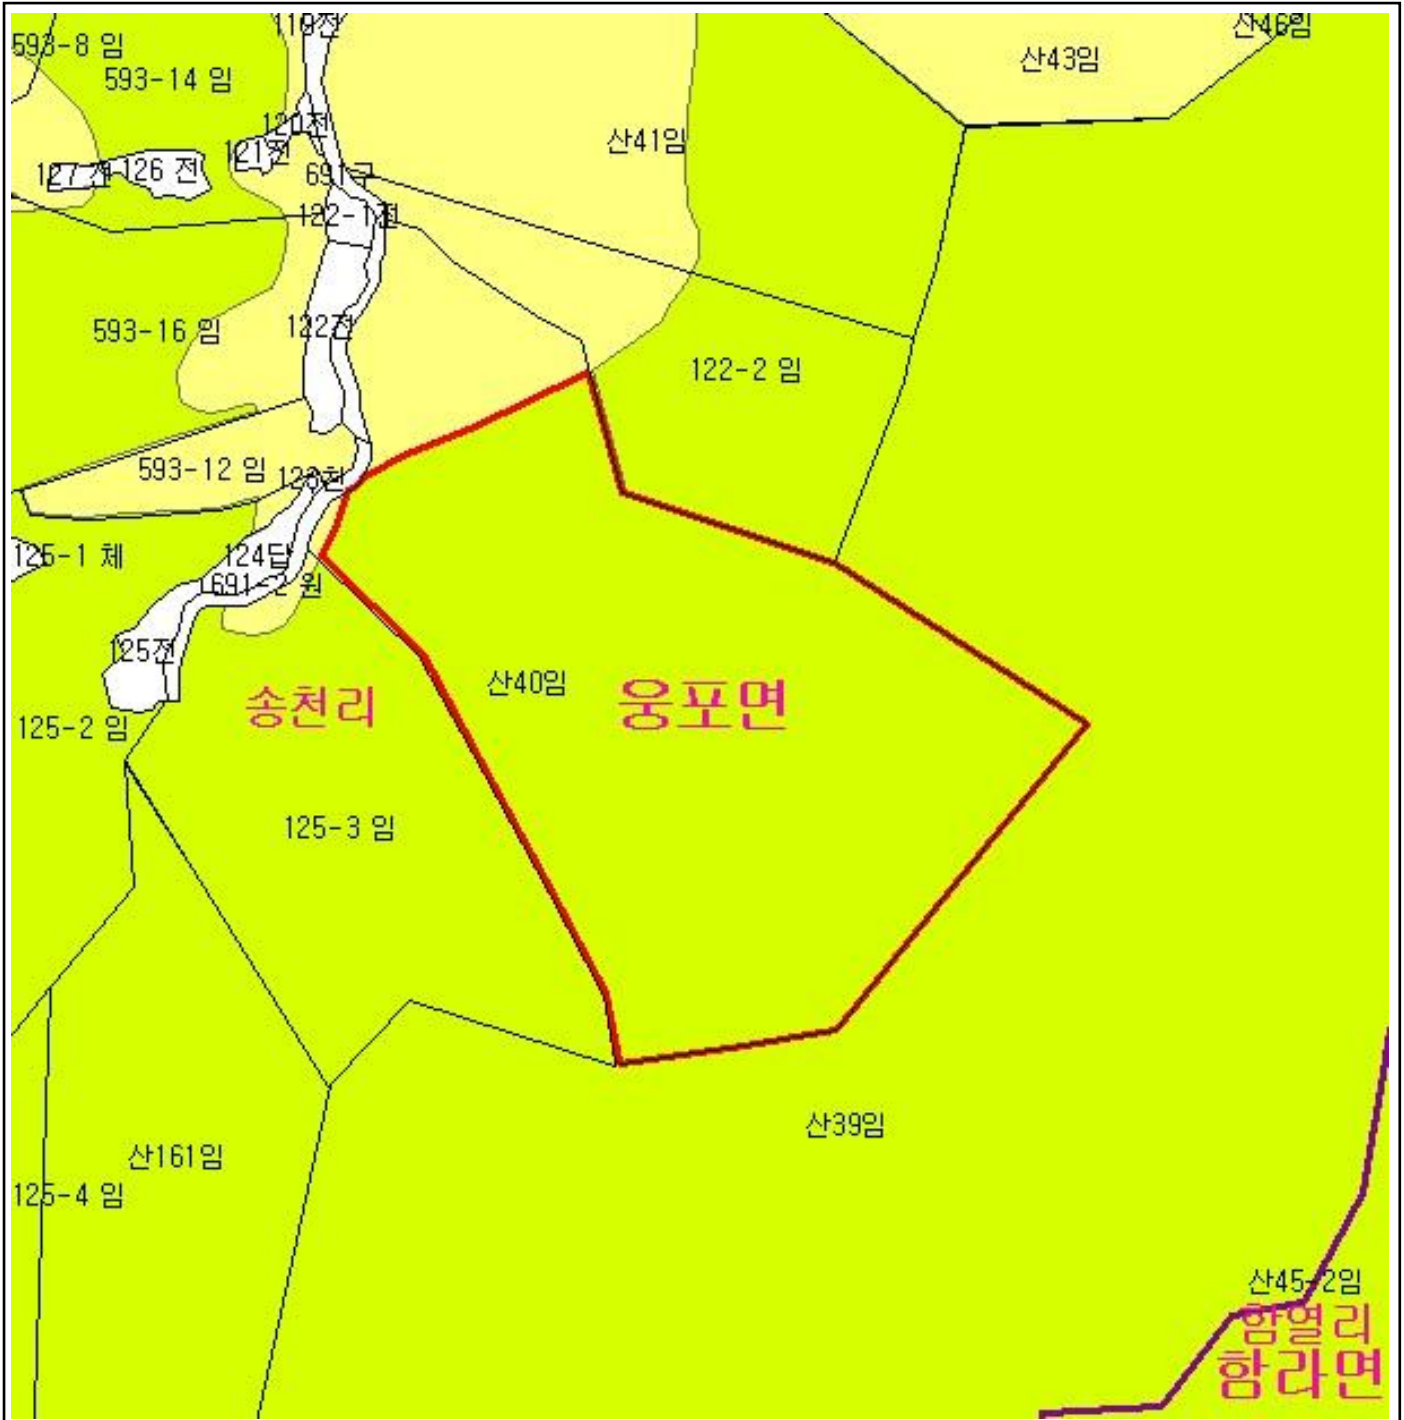 119전
산46임
593-8 임
산43임
593-14 임
120전
산41임
121전
127 전
126 전
691구
122-1전
122전
593-16 임
122-2 임
593-12 임
123천
125-1 체
124답
691-2 원
125전
산40임
송천리
웅포면
125-2 임
125-3 임
산39임
산161임
125-4 임
산45-2임
함열리
함라면